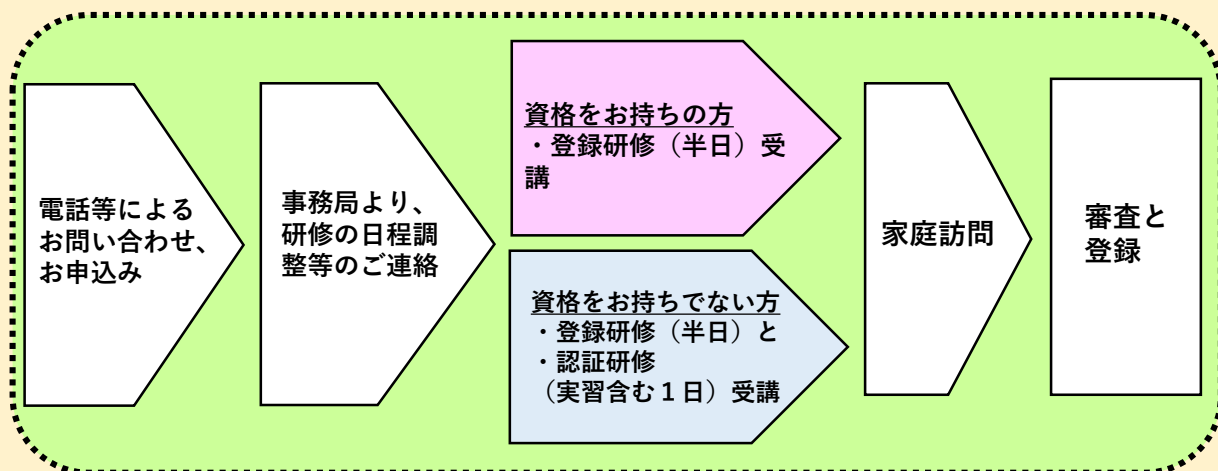 電話等による
お問い合わせ、
お申込み
事務局より、
研修の日程調
整等のご連絡
資格をお持ちの方
・登録研修（半日）受
講
資格をお持ちでない方
・登録研修（半日）と
・認証研修
（実習含む１日）受講
家庭訪問
審査と
登録